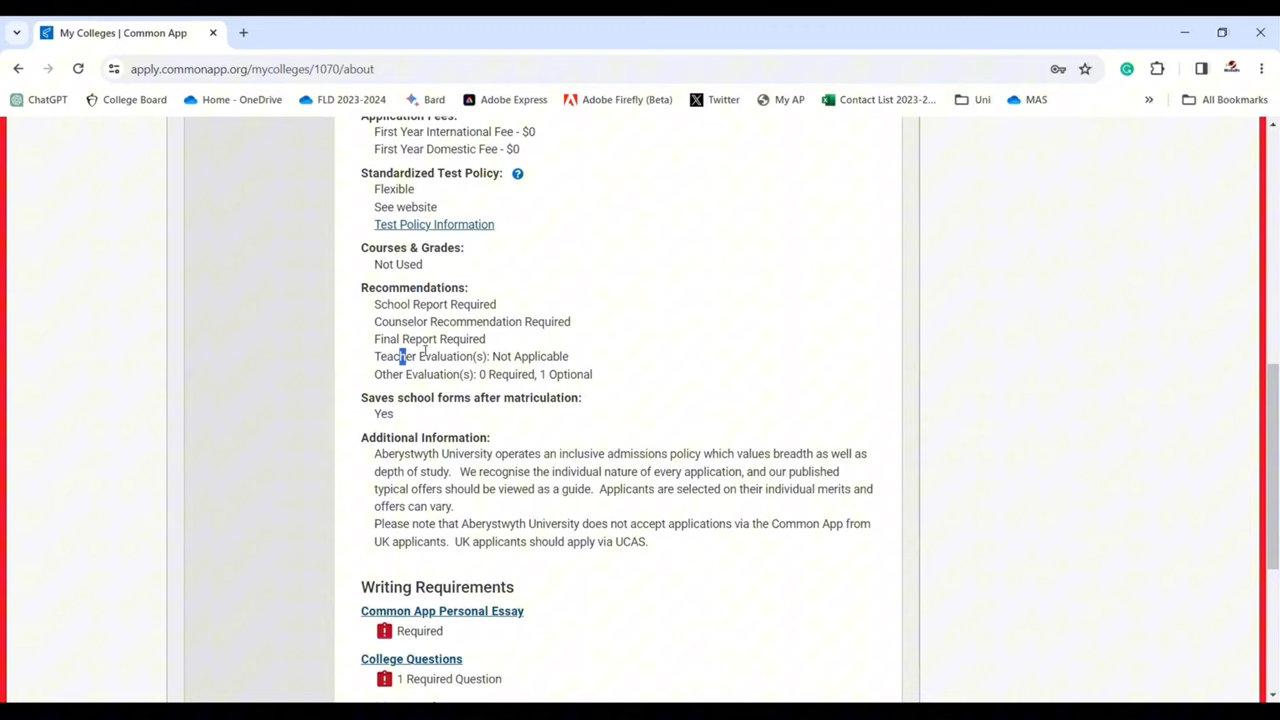 My Colleges | Common App
apply.commonapp.org/mycolleges/1070/about
ChatGPT College Board Home - OneDrive FLD 2023-2024 Bard Adobe Express Adobe Firefly (Beta) Twitter My AP Contact List 2023-2... Uni MAS » All Bookmarks
Application Fees:
First Year International Fee - $0
First Year Domestic Fee - $0
Standardized Test Policy: ?
Flexible
See website
Test Policy Information
Courses & Grades:
Not Used
Recommendations:
School Report Required
Counselor Recommendation Required
Final Report Required
Teacher Evaluation(s): Not Applicable
Other Evaluation(s): 0 Required, 1 Optional
Saves school forms after matriculation:
Yes
Additional Information:
Aberystwyth University operates an inclusive admissions policy which values breadth as well as
depth of study. We recognise the individual nature of every application, and our published
typical offers should be viewed as a guide. Applicants are selected on their individual merits and
offers can vary.
Please note that Aberystwyth University does not accept applications via the Common App from
UK applicants. UK applicants should apply via UCAS.
Writing Requirements
Common App Personal Essay
! Required
College Questions
! 1 Required Question